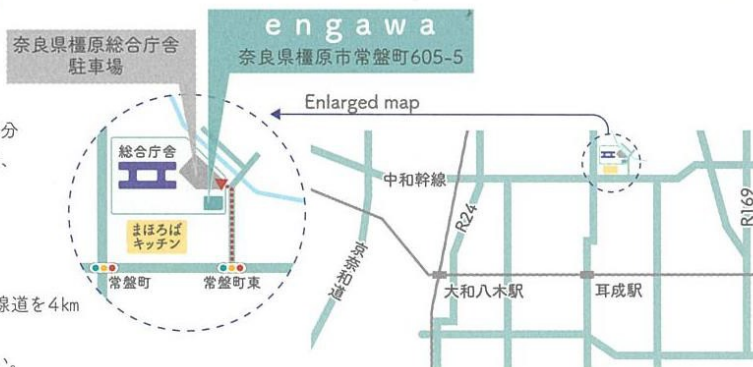 engawa
奈良県橿原市常盤町605-5
奈良県橿原総合庁舎
駐車場
Enlarged map
分
、
総合庁舎
まほろば
キッチン
常盤町
常盤町東
線道を4km
い。
中和幹線
R24
R169
京奈和道
大和八木駅
耳成駅